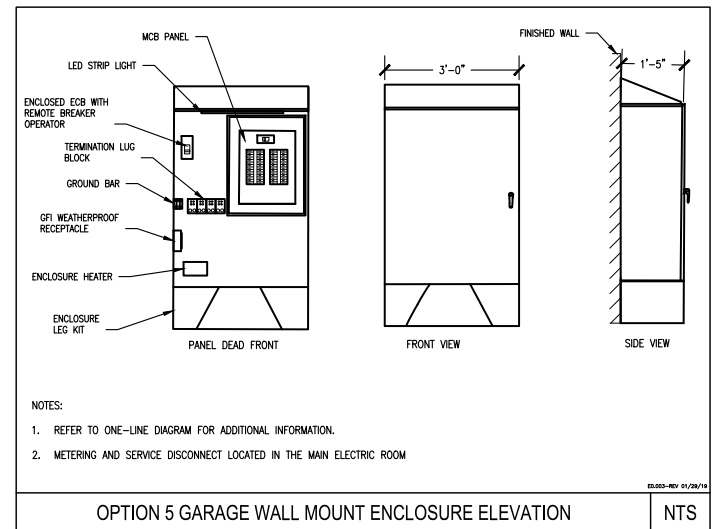 MCB PANEL
LED STRIP LIGHT
ENCLOSED ECB WITH
REMOTE BREAKER
OPERATOR
TERMINATION LUG
BLOCK
GROUND BAR
GFI WEATHERPROOF
RECEPTACLE
ENCLOSURE HEATER
ENCLOSURE
LEG KIT
PANEL DEAD FRONT
3'-0"
FRONT VIEW
FINISHED WALL
1'-5"
SIDE VIEW
NOTES:
1. REFER TO ONE-LINE DIAGRAM FOR ADDITIONAL INFORMATION.
2. METERING AND SERVICE DISCONNECT LOCATED IN THE MAIN ELECTRIC ROOM
ED.003-REV 01/29/19
OPTION 5 GARAGE WALL MOUNT ENCLOSURE ELEVATION
NTS